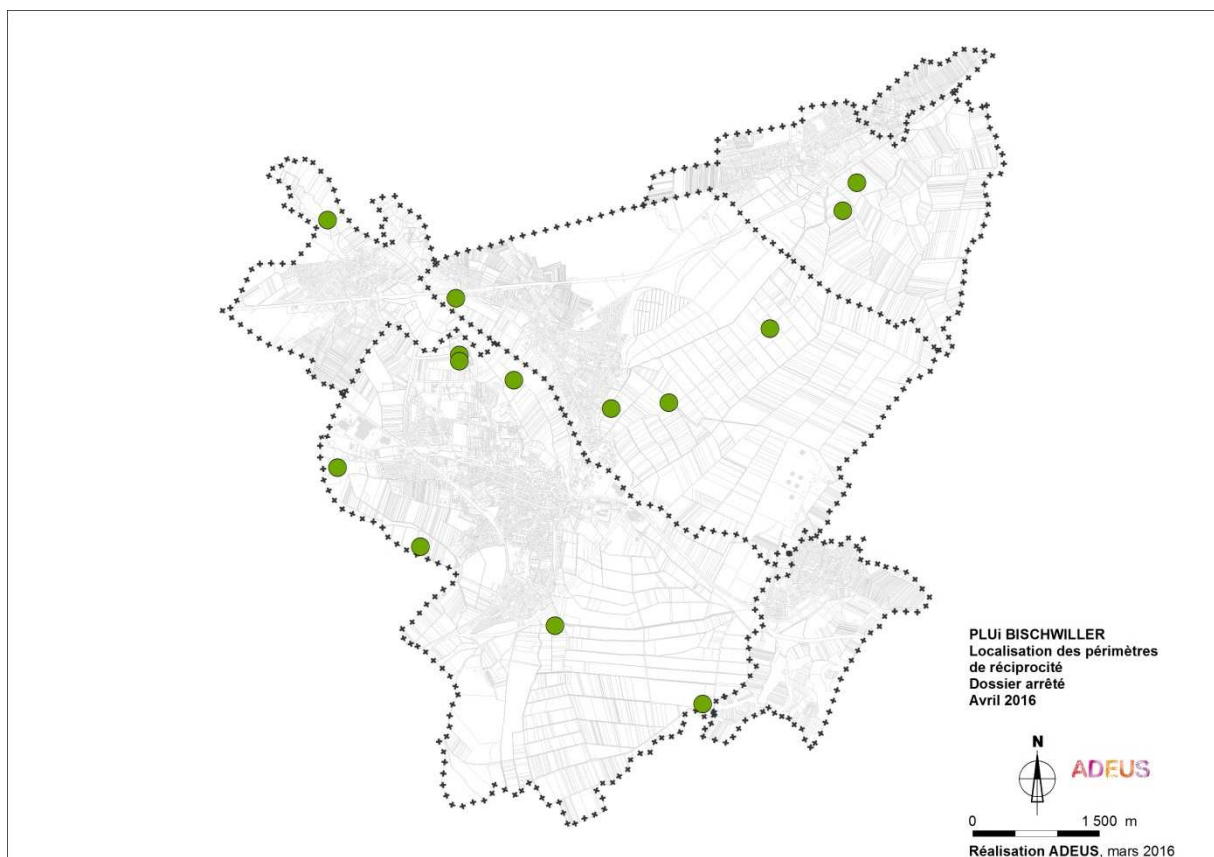 PLUi BISCHWILLER
Localisation des périmètres
de réciprocité
Dossier arrêté
Avril 2016
N
ADEUS
0 1 500 m
Réalisation ADEUS, mars 2016